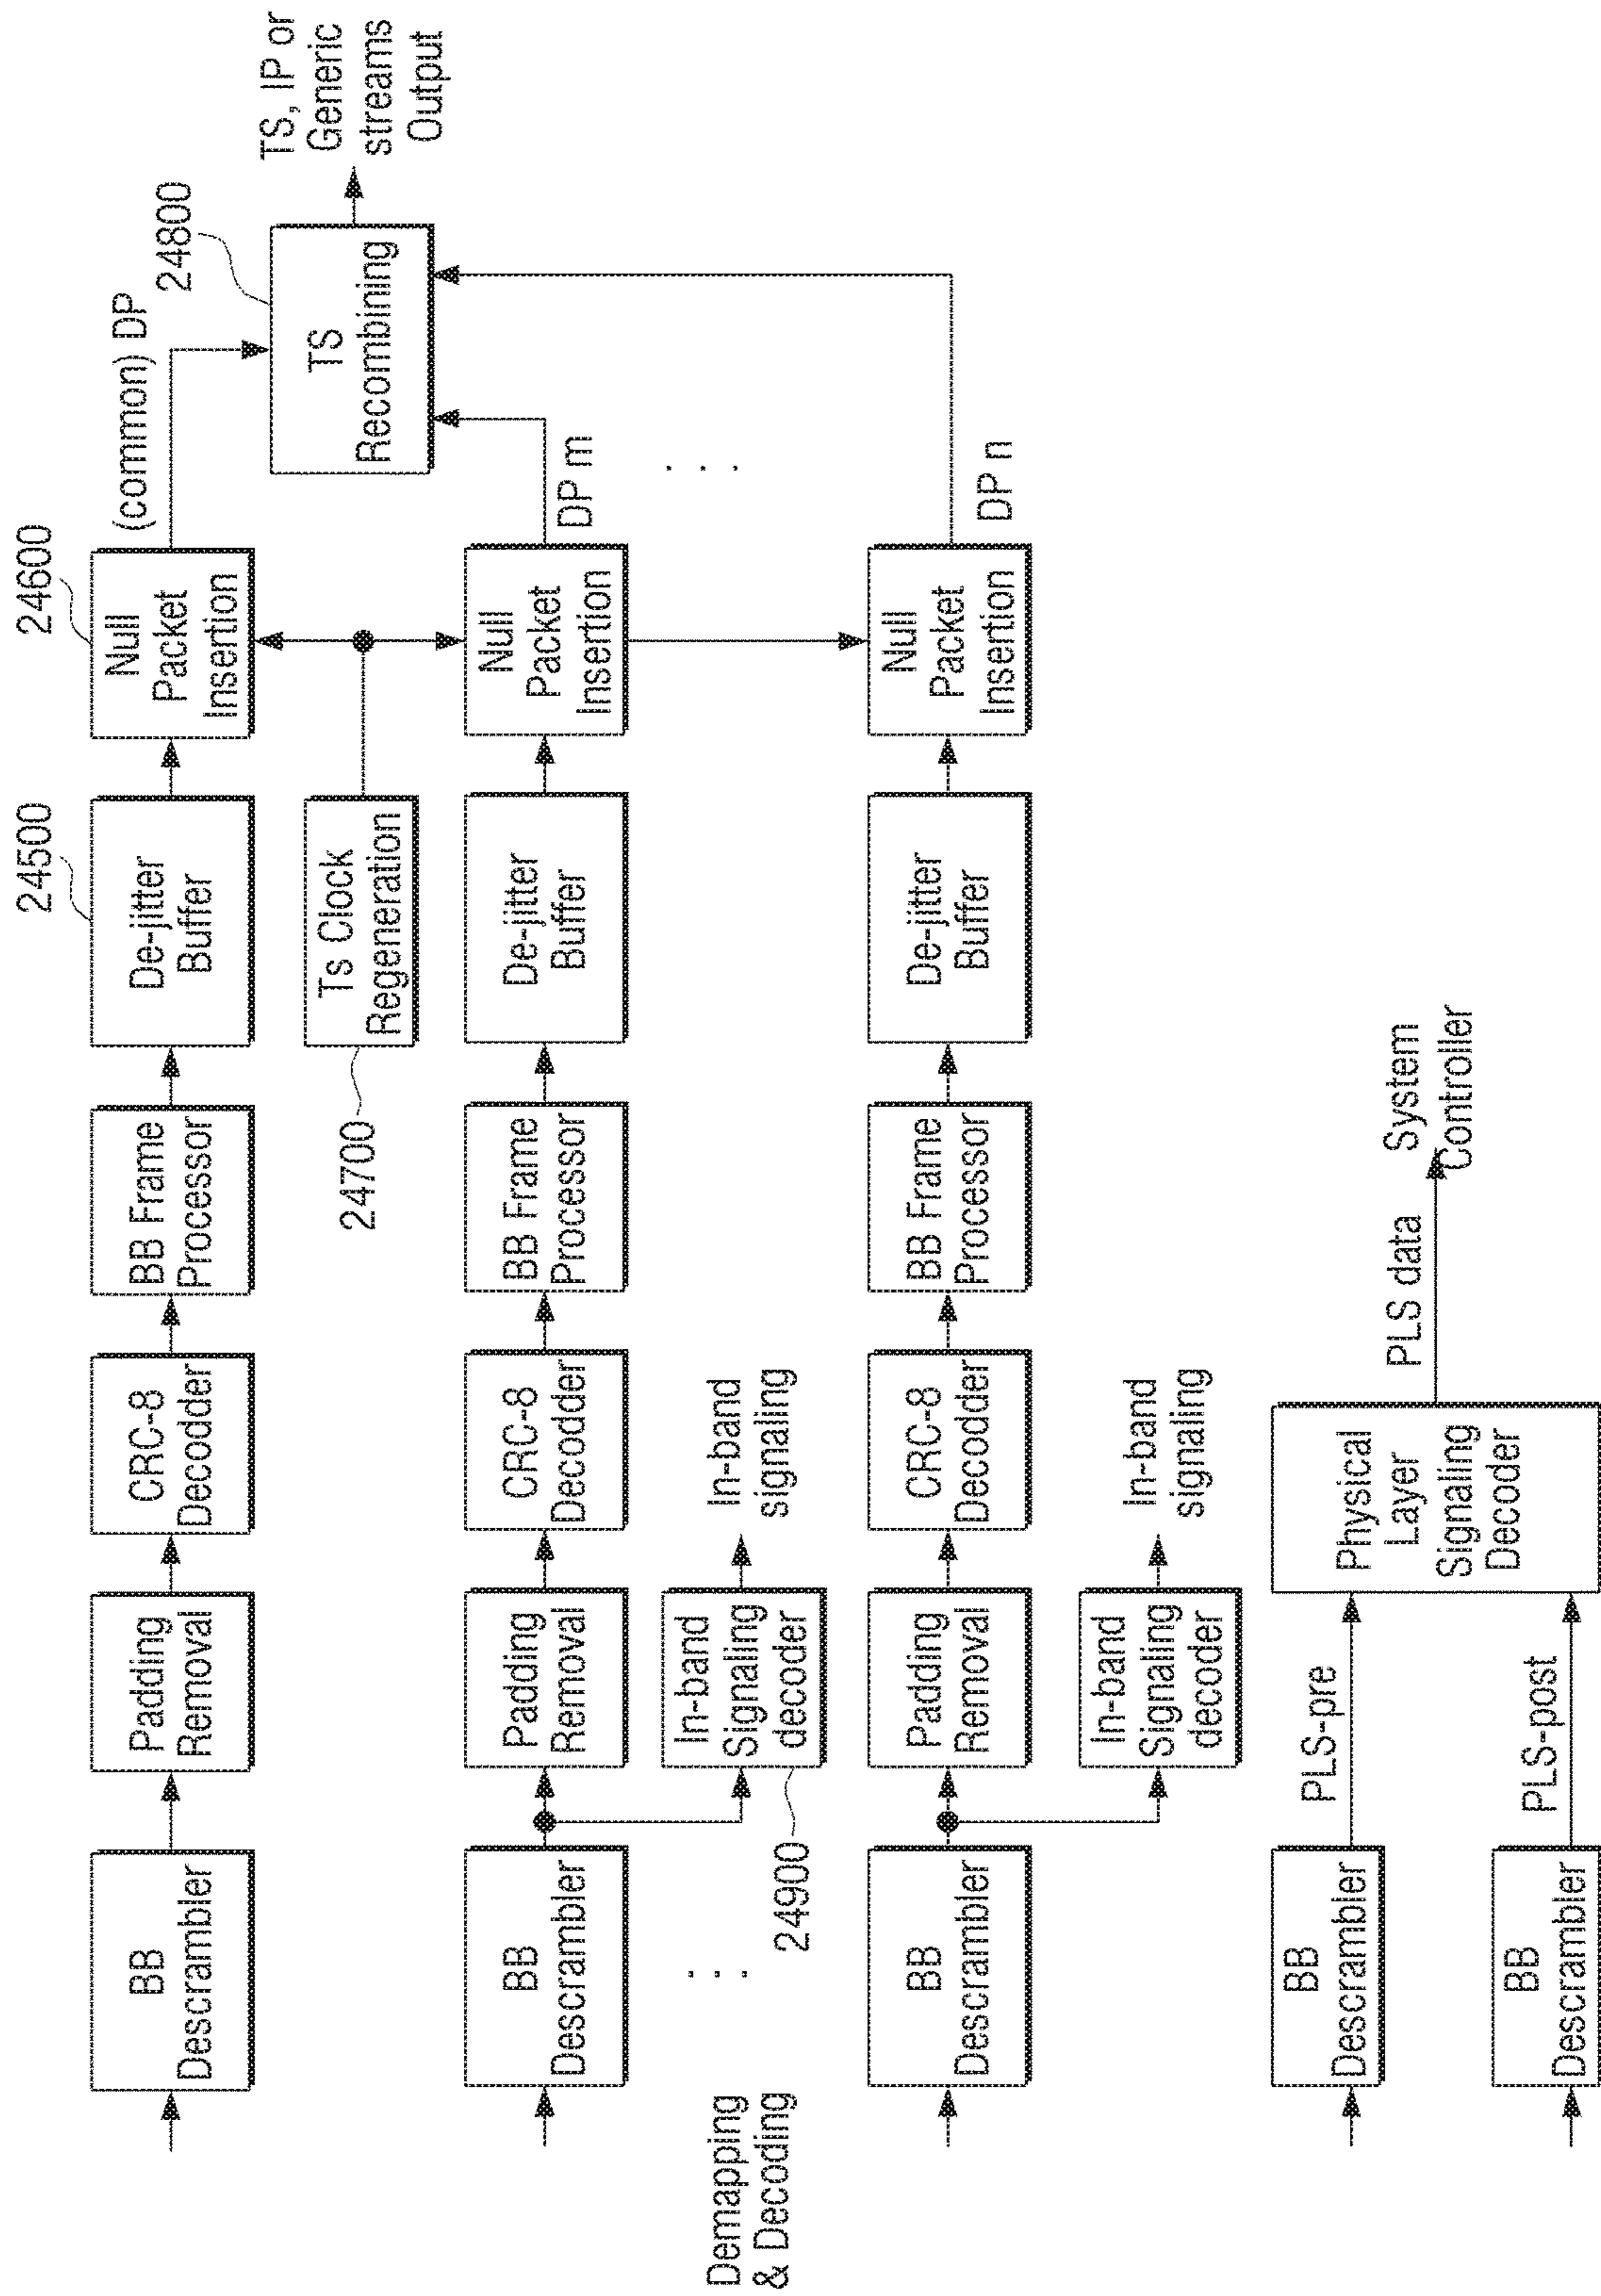 BB
Descrambler
Padding
Removal
CRC-8
Decodder
BB Frame
Processor
24500
De-jitter
Buffer
24600
Null
Packet
Insertion
(common) DP
24800
TS
Recombining
TS, IP or
Generic
streams
Output
24700
Ts Clock
Regeneration
BB
Descrambler
Padding
Removal
CRC-8
Decodder
BB Frame
Processor
De-jitter
Buffer
Null
Packet
Insertion
DP m
24900
In-band
Signaling
decoder
In-band
signaling
. . .
. . .
Demapping
& Decoding
BB
Descrambler
Padding
Removal
CRC-8
Decodder
BB Frame
Processor
De-jitter
Buffer
Null
Packet
Insertion
DP n
In-band
Signaling
decoder
In-band
signaling
BB
Descrambler
PLS-pre
Phyisical
Layer
Signaling
Decoder
PLS data
System
Controller
BB
Descrambler
PLS-post